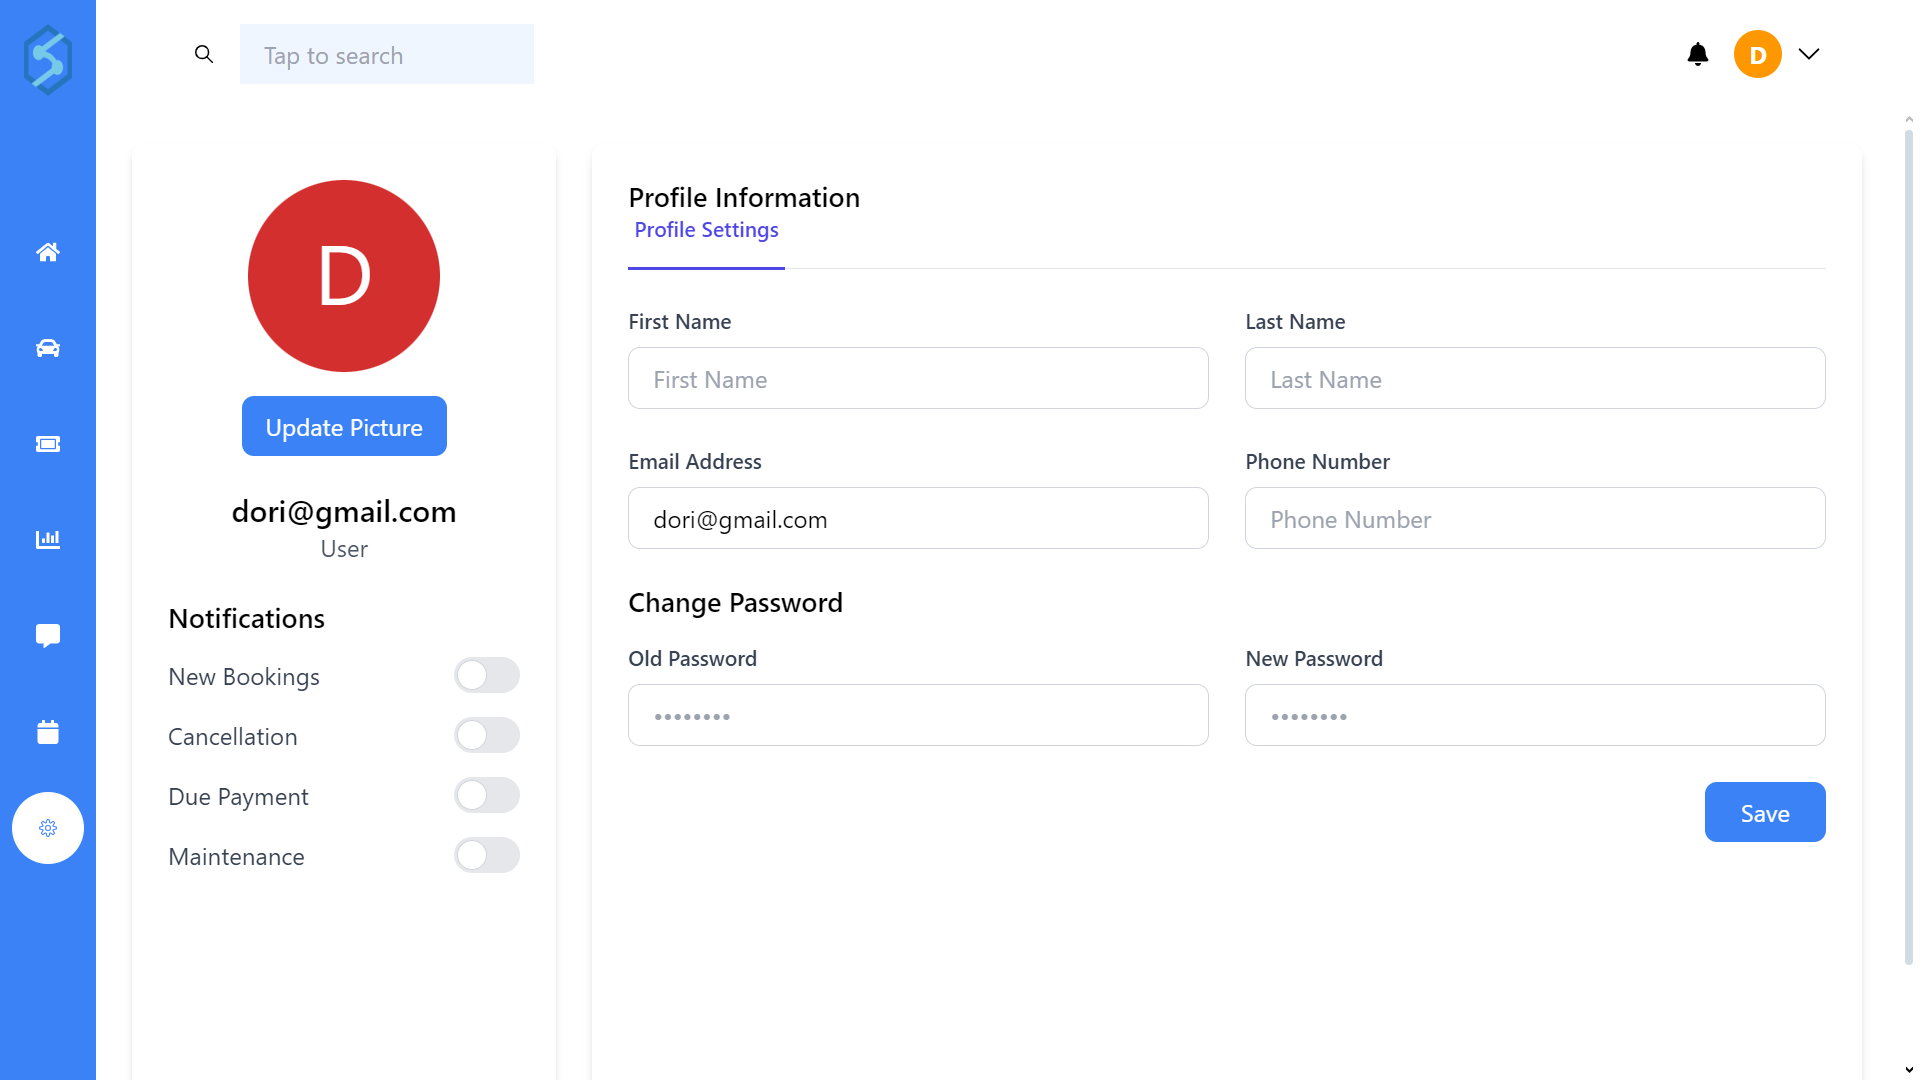 Tap to search
D
D
Update Picture
dori@gmail.com
User
Notifications
New Bookings
Cancellation
Due Payment
Maintenance
Profile Information
Profile Settings
First Name
Last Name
First Name
Last Name
Email Address
Phone Number
dori@gmail.com
Phone Number
Change Password
Old Password
New Password
••••••••
••••••••
Save